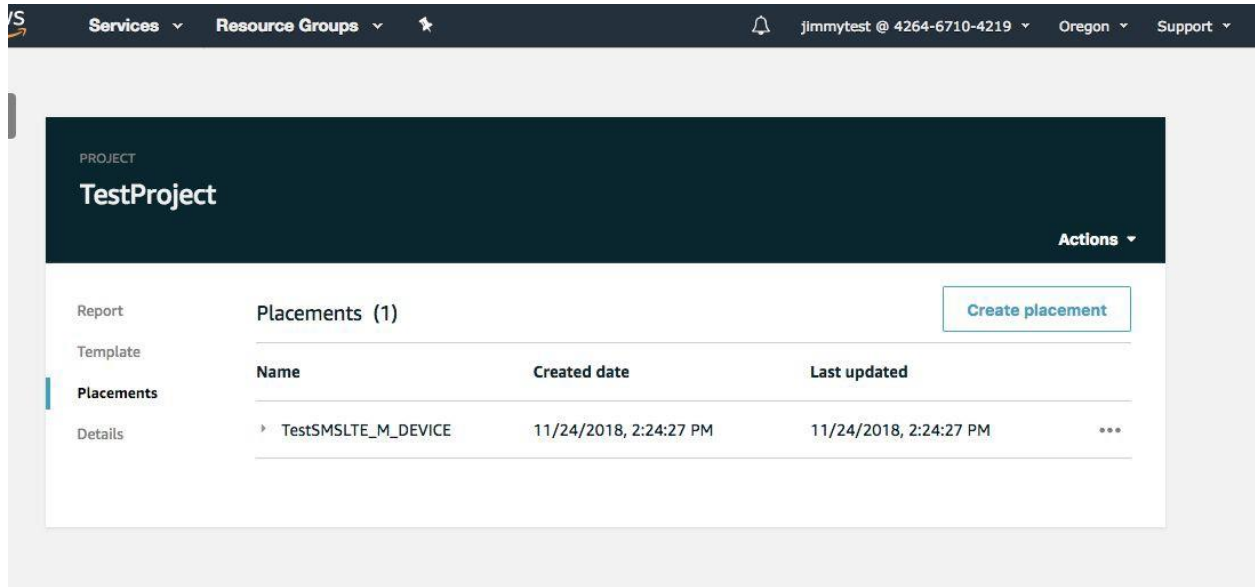 Services Resource Groups jimmytest @ 4264-6710-4219 Oregon Support
PROJECT
TestProject
Actions
Report
Template
Placements
Details
Placements (1)
Create placement
Name Created date Last updated
TestSMSLTE_M_DEVICE 11/24/2018, 2:24:27 PM 11/24/2018, 2:24:27 PM